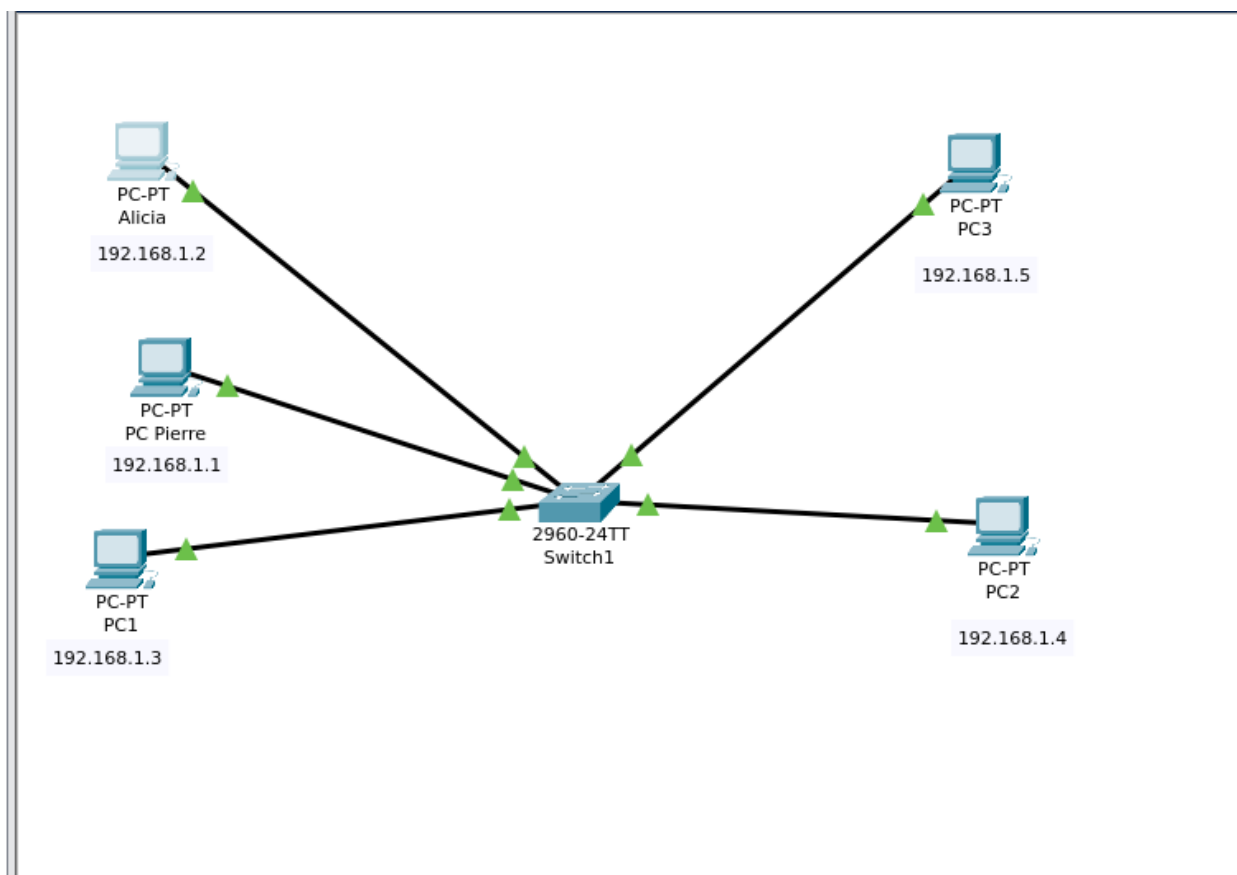 PC-PT
Alicia
192.168.1.2
PC-PT
PC3
192.168.1.5
PC-PT
PC Pierre
192.168.1.1
2960-24TT
Switch1
PC-PT
PC1
192.168.1.3
PC-PT
PC2
192.168.1.4